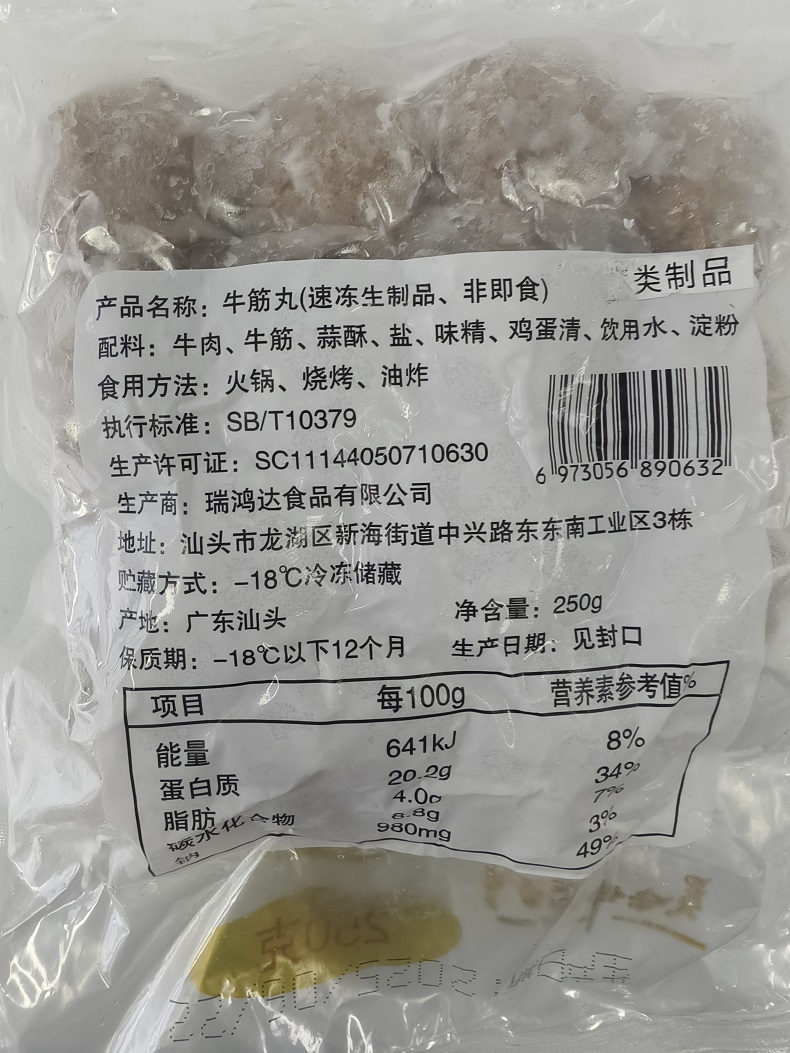 类制品
产品名称：牛筋丸(速冻生制品、非即食)
配料：牛肉、牛筋、蒜酥、盐、味精、鸡蛋清、饮用水、淀粉
食用方法：火锅、烧烤、油炸
执行标准：SB/T10379
生产许可证：SC11144050710630
6 973056 890632
生产商：瑞鸿达食品有限公司
地址：汕头市龙湖区新海街道中兴路东东南工业区3栋
贮藏方式：-18℃冷冻储藏
产地：广东汕头 净含量：250g
保质期：-18℃以下12个月 生产日期：见封口
项目 每100g 营养素参考值%
能量 641kJ 8%
蛋白质 20.2g 34%
脂肪 4.0g 7%
碳水化合物 6.8g 3%
钠 980mg 49%
250克